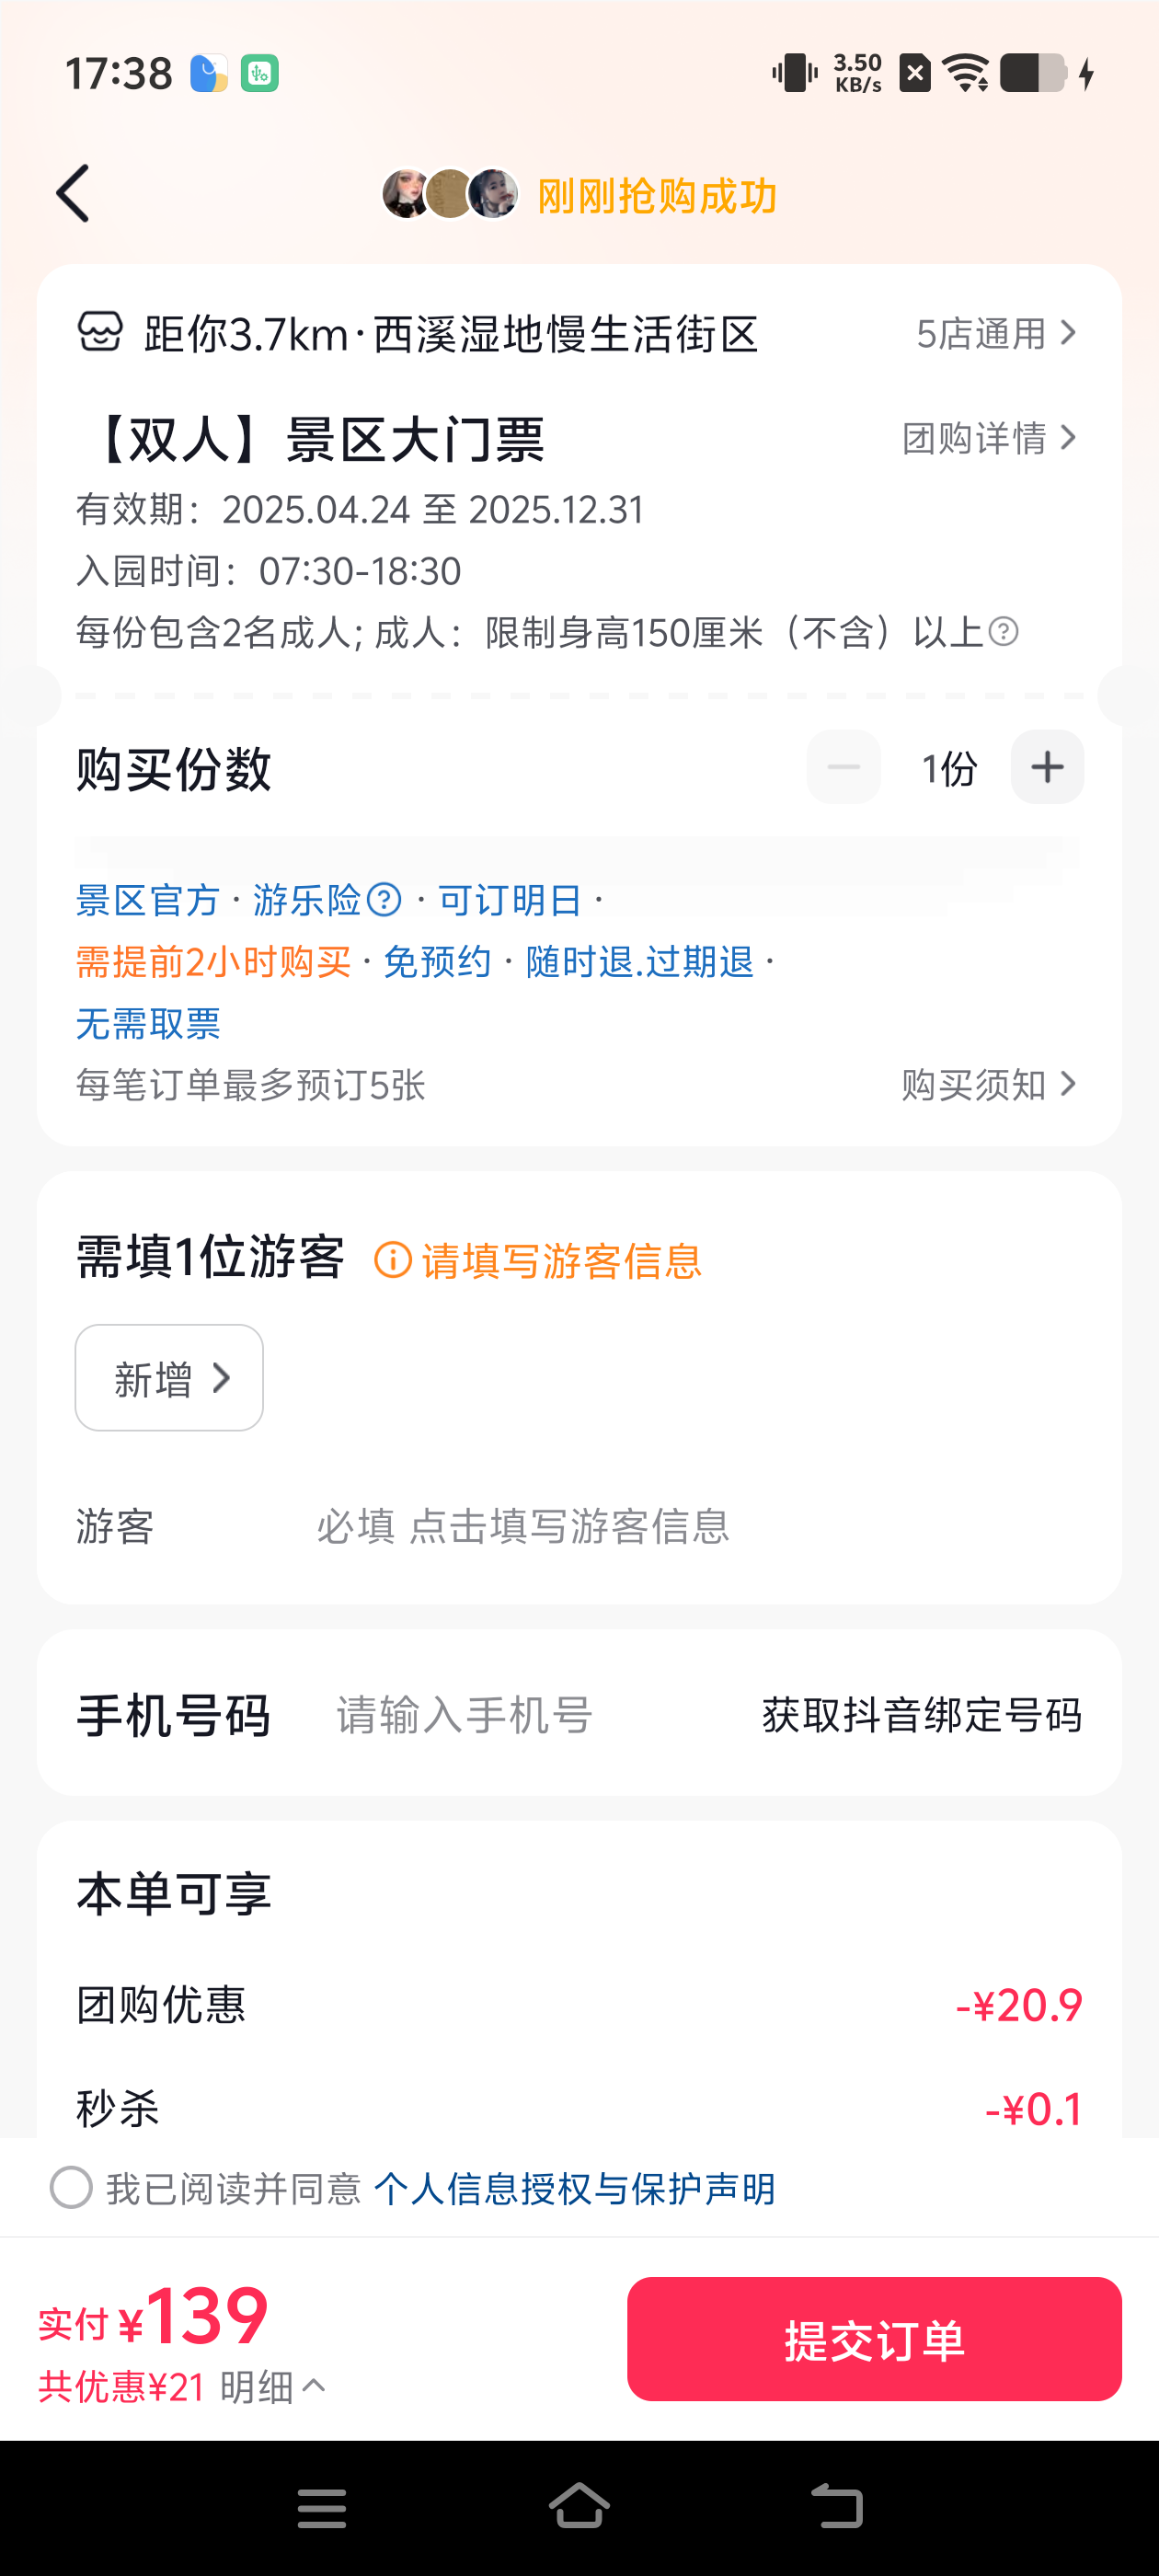 17:38
3.50
KB/s
刚刚抢购成功
距你3.7km·西溪湿地慢生活街区 5店通用
【双人】景区大门票 团购详情
有效期：2025.04.24 至 2025.12.31
入园时间：07:30-18:30
每份包含2名成人; 成人：限制身高150厘米（不含）以上
购买份数 1份
景区官方 · 游乐险 · 可订明日 ·
需提前2小时购买 · 免预约 · 随时退.过期退 ·
无需取票
每笔订单最多预订5张 购买须知
需填1位游客 请填写游客信息
新增
游客 必填 点击填写游客信息
手机号码 请输入手机号 获取抖音绑定号码
本单可享
团购优惠 -¥20.9
秒杀 -¥0.1
我已阅读并同意 个人信息授权与保护声明
实付 ¥139
共优惠¥21 明细
提交订单